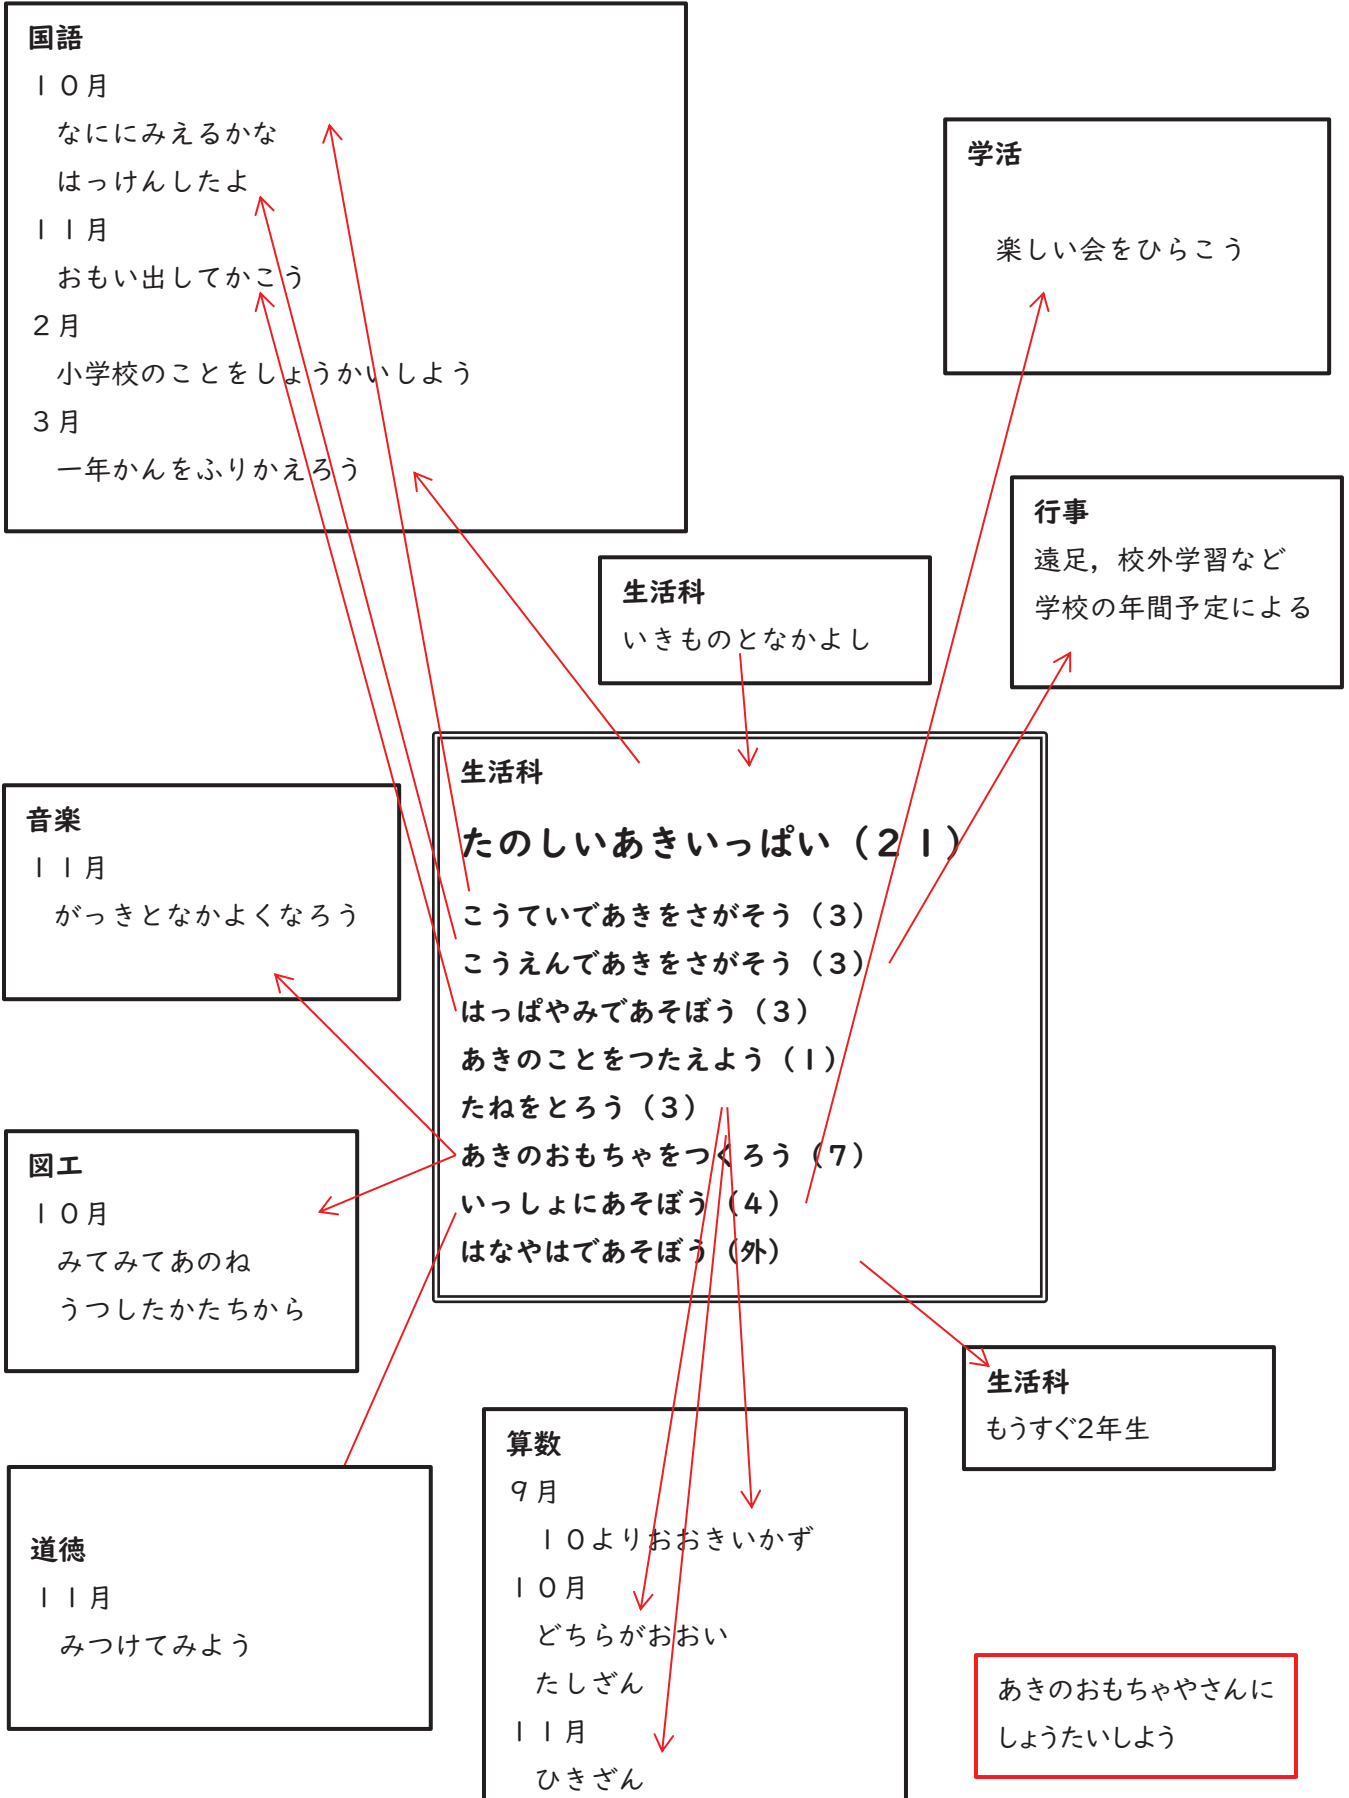 国語
１０月
なににみえるかな
はっけんしたよ
１１月
おもい出してかこう
２月
小学校のことをしょうかいしよう
３月
一年かんをふりかえろう
学活
楽しい会をひらこう
行事
遠足，校外学習など
学校の年間予定による
生活科
いきものとなかよし
生活科
たのしいあきいっぱい（２１）
こうていであきをさがそう（３）
こうえんであきをさがそう（３）
はっぱやみであそぼう（３）
あきのことをつたえよう（１）
たねをとろう（３）
あきのおもちゃをつくろう（７）
いっしょにあそぼう（４）
はなやはであそぼう（外）
音楽
１１月
がっきとなかよくなろう
図工
１０月
みてみてあのね
うつしたかたちから
道徳
１１月
みつけてみよう
算数
９月
１０よりおおきいかず
１０月
どちらがおおい
たしざん
１１月
ひきざん
生活科
もうすぐ2年生
あきのおもちゃやさんに
しょうたいしよう